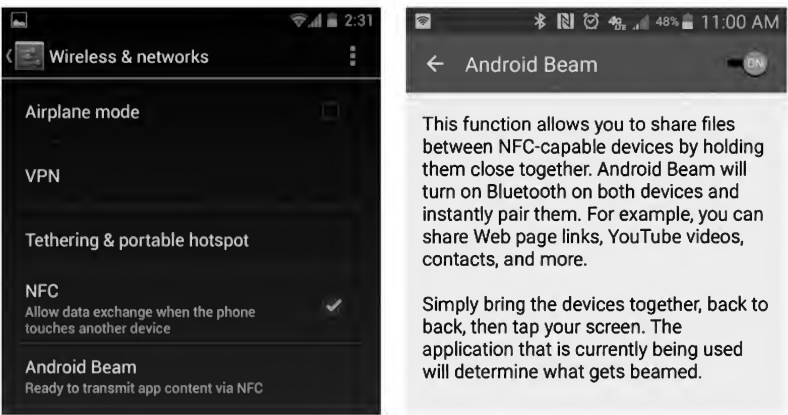 2:31
Wireless & networks
Airplane mode
VPN
Tethering & portable hotspot
NFC
Allow data exchange when the phone
touches another device
Android Beam
Ready to transmit app content via NFC
4G LTE 48% 11:00 AM
Android Beam ON
This function allows you to share files
between NFC-capable devices by holding
them close together. Android Beam will
turn on Bluetooth on both devices and
instantly pair them. For example, you can
share Web page links, YouTube videos,
contacts, and more.
Simply bring the devices together, back to
back, then tap your screen. The
application that is currently being used
will determine what gets beamed.